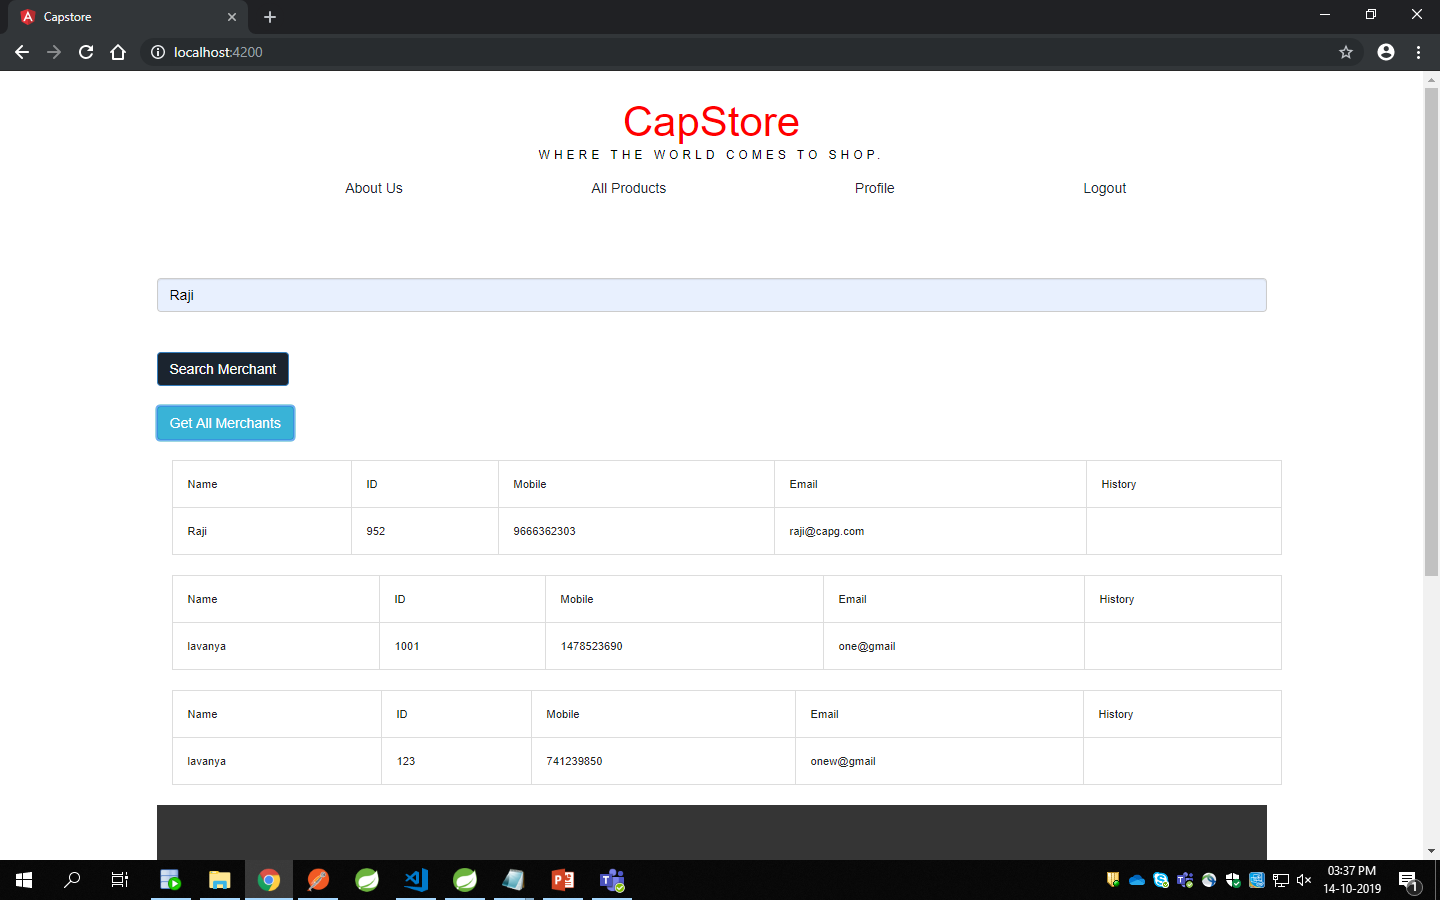 Capstore
localhost:4200
CapStore
WHERE THE WORLD COMES TO SHOP.
About Us All Products Profile Logout
Raji
Search Merchant
Get All Merchants
Name ID Mobile Email History
Raji 952 9666362303 raji@capg.com
Name ID Mobile Email History
lavanya 1001 1478523690 one@gmail
Name ID Mobile Email History
lavanya 123 741239850 onew@gmail
03:37 PM
14-10-2019
1